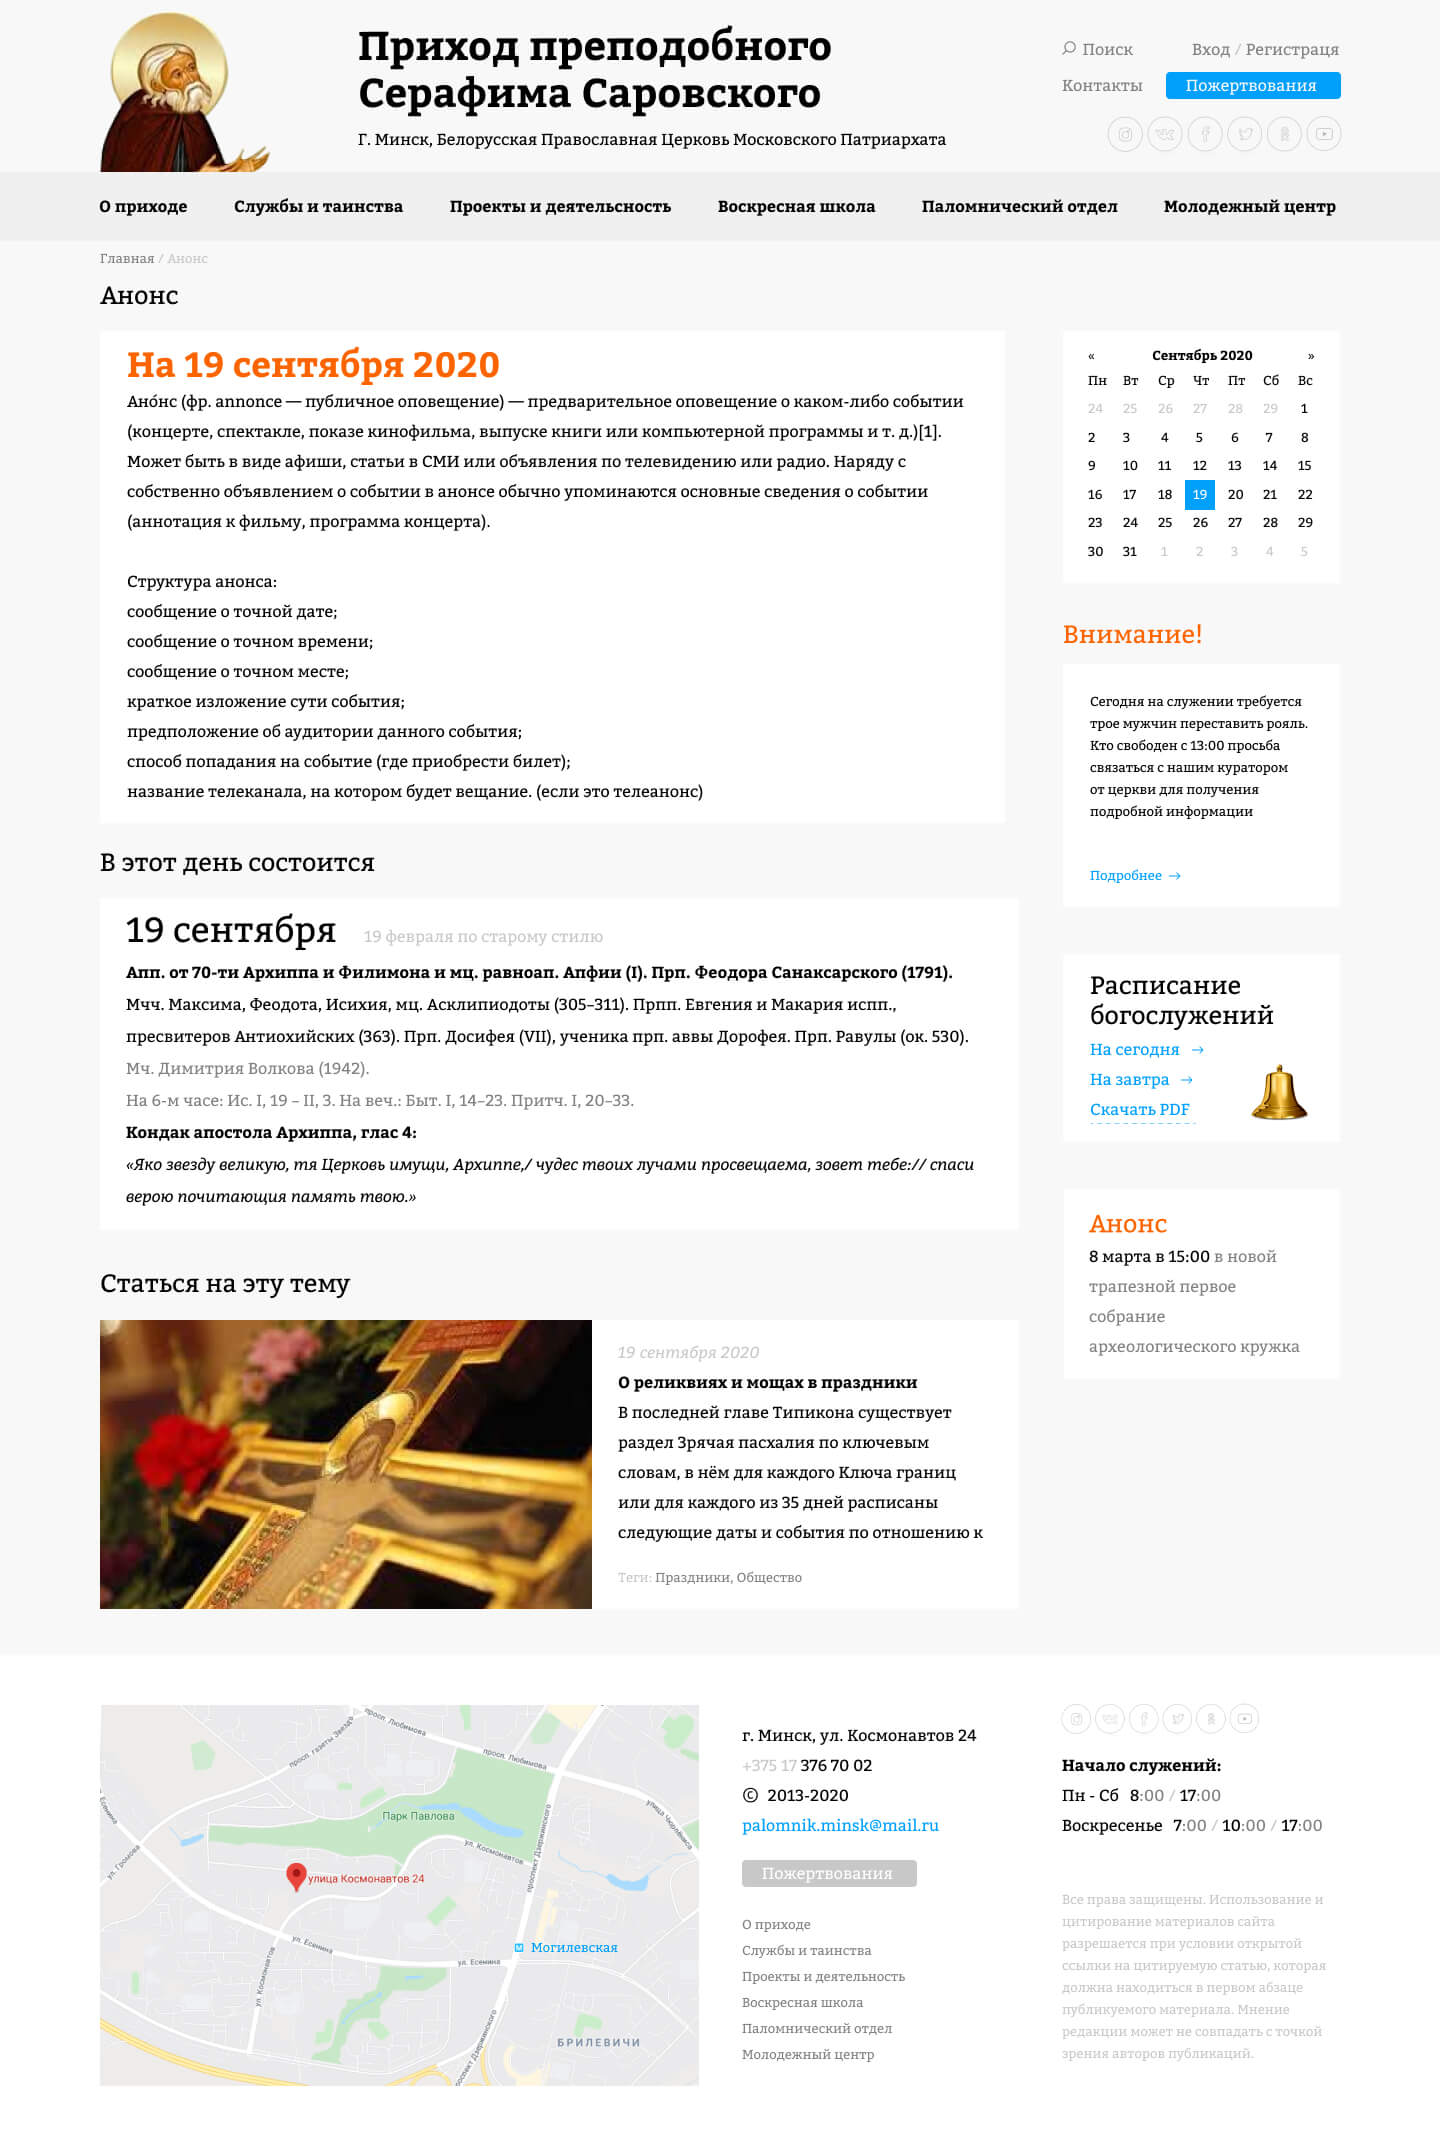 Приход преподобного
Серафима Саровского
Г. Минск, Белорусская Православная Церковь Московского Патриархата
Поиск
Вход / Регистраця
Контакты
Пожертвования
О приходе
Службы и таинства
Проекты и деятельсность
Воскресная школа
Паломнический отдел
Молодежный центр
Главная / Анонс
Анонс
На 19 сентября 2020
Ано́нс (фр. annonce — публичное оповещение) — предварительное оповещение о каком-либо событии
(концерте, спектакле, показе кинофильма, выпуске книги или компьютерной программы и т. д.)[1].
Может быть в виде афиши, статьи в СМИ или объявления по телевидению или радио. Наряду с
собственно объявлением о событии в анонсе обычно упоминаются основные сведения о событии
(аннотация к фильму, программа концерта).
Структура анонса:
сообщение о точной дате;
сообщение о точном времени;
сообщение о точном месте;
краткое изложение сути события;
предположение об аудитории данного события;
способ попадания на событие (где приобрести билет);
название телеканала, на котором будет вещание. (если это телеанонс)
« Сентябрь 2020 »
Пн Вт Ср Чт Пт Сб Вс
24 25 26 27 28 29 1
2 3 4 5 6 7 8
9 10 11 12 13 14 15
16 17 18 19 20 21 22
23 24 25 26 27 28 29
30 31 1 2 3 4 5
Внимание!
Сегодня на служении требуется
трое мужчин переставить рояль.
Кто свободен с 13:00 просьба
связаться с нашим куратором
от церкви для получения
подробной информации
Подробнее →
В этот день состоится
19 сентября 19 февраля по старому стилю
Апп. от 70-ти Архиппа и Филимона и мц. равноап. Апфии (I). Прп. Феодора Санаксарского (1791).
Мчч. Максима, Феодота, Исихия, мц. Асклипиодоты (305–311). Прпп. Евгения и Макария испп.,
пресвитеров Антиохийских (363). Прп. Досифея (VII), ученика прп. аввы Дорофея. Прп. Равулы (ок. 530).
Мч. Димитрия Волкова (1942).
На 6-м часе: Ис. I, 19 – II, 3. На веч.: Быт. I, 14–23. Притч. I, 20–33.
Кондак апостола Архиппа, глас 4:
«Яко звезду великую, тя Церковь имущи, Архиппе,/ чудес твоих лучами просвещаема, зовет тебе:// спаси
верою почитающия память твою.»
Расписание
богослужений
На сегодня →
На завтра →
Скачать PDF
Анонс
8 марта в 15:00 в новой
трапезной первое
собрание
археологического кружка
Статься на эту тему
19 сентября 2020
О реликвиях и мощах в праздники
В последней главе Типикона существует
раздел Зрячая пасхалия по ключевым
словам, в нём для каждого Ключа границ
или для каждого из 35 дней расписаны
следующие даты и события по отношению к
Теги: Праздники, Общество
просп. газеты Звезда
просп. Любимова
просп. Любимова
Парк Павлова
улица Чюрлёниса
ул. Есенина
ул. Громова
ул. Космонавтов
проспект Дзержинского
улица Космонавтов 24
ул. Есенина
Могилевская
ул. Есенина
ул. Космонавтов
проспект Дзержинского
БРИЛЕВИЧИ
г. Минск, ул. Космонавтов 24
+375 17 376 70 02
© 2013-2020
palomnik.minsk@mail.ru
Пожертвования
О приходе
Службы и таинства
Проекты и деятельность
Воскресная школа
Паломнический отдел
Молодежный центр
Начало служений:
Пн - Сб 8:00 / 17:00
Воскресенье 7:00 / 10:00 / 17:00
Все права защищены. Использование и
цитирование материалов сайта
разрешается при условии открытой
ссылки на цитируемую статью, которая
должна находиться в первом абзаце
публикуемого материала. Мнение
редакции может не совпадать с точкой
зрения авторов публикаций.